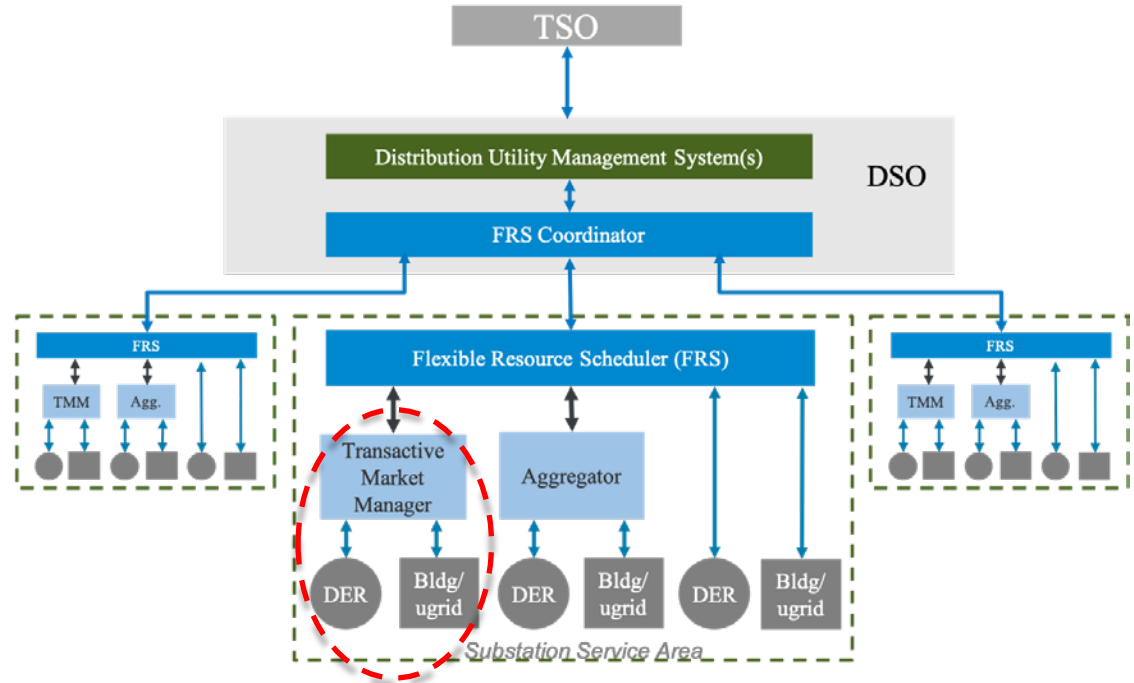 TSO
Distribution Utility Management System(s)
DSO
FRS Coordinator
FRS
TMM
Agg.
Flexible Resource Scheduler (FRS)
Transactive
Market
Manager
Aggregator
DER
Bldg/
ugrid
DER
Bldg/
ugrid
DER
Bldg/
ugrid
Substation Service Area
FRS
TMM
Agg.